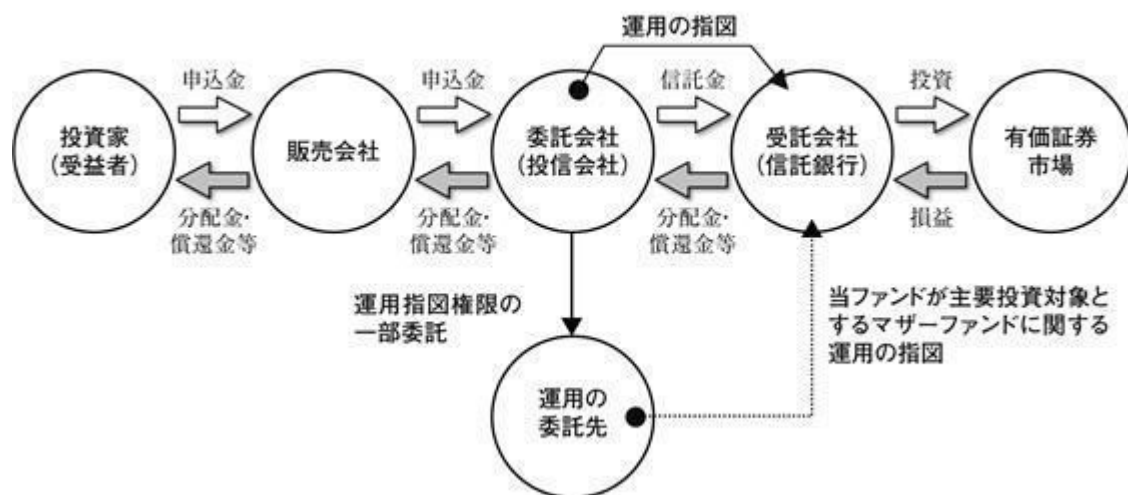 運用の指図
申込金
申込金
信託金
投資
投資家
(受益者)
販売会社
委託会社
(投信会社)
受託会社
(信託銀行)
有価証券
市場
分配金・
償還金等
分配金・
償還金等
分配金・
償還金等
損益
運用指図権限の
一部委託
当ファンドが主要投資対象と
するマザーファンドに関する
運用の指図
運用の
委託先